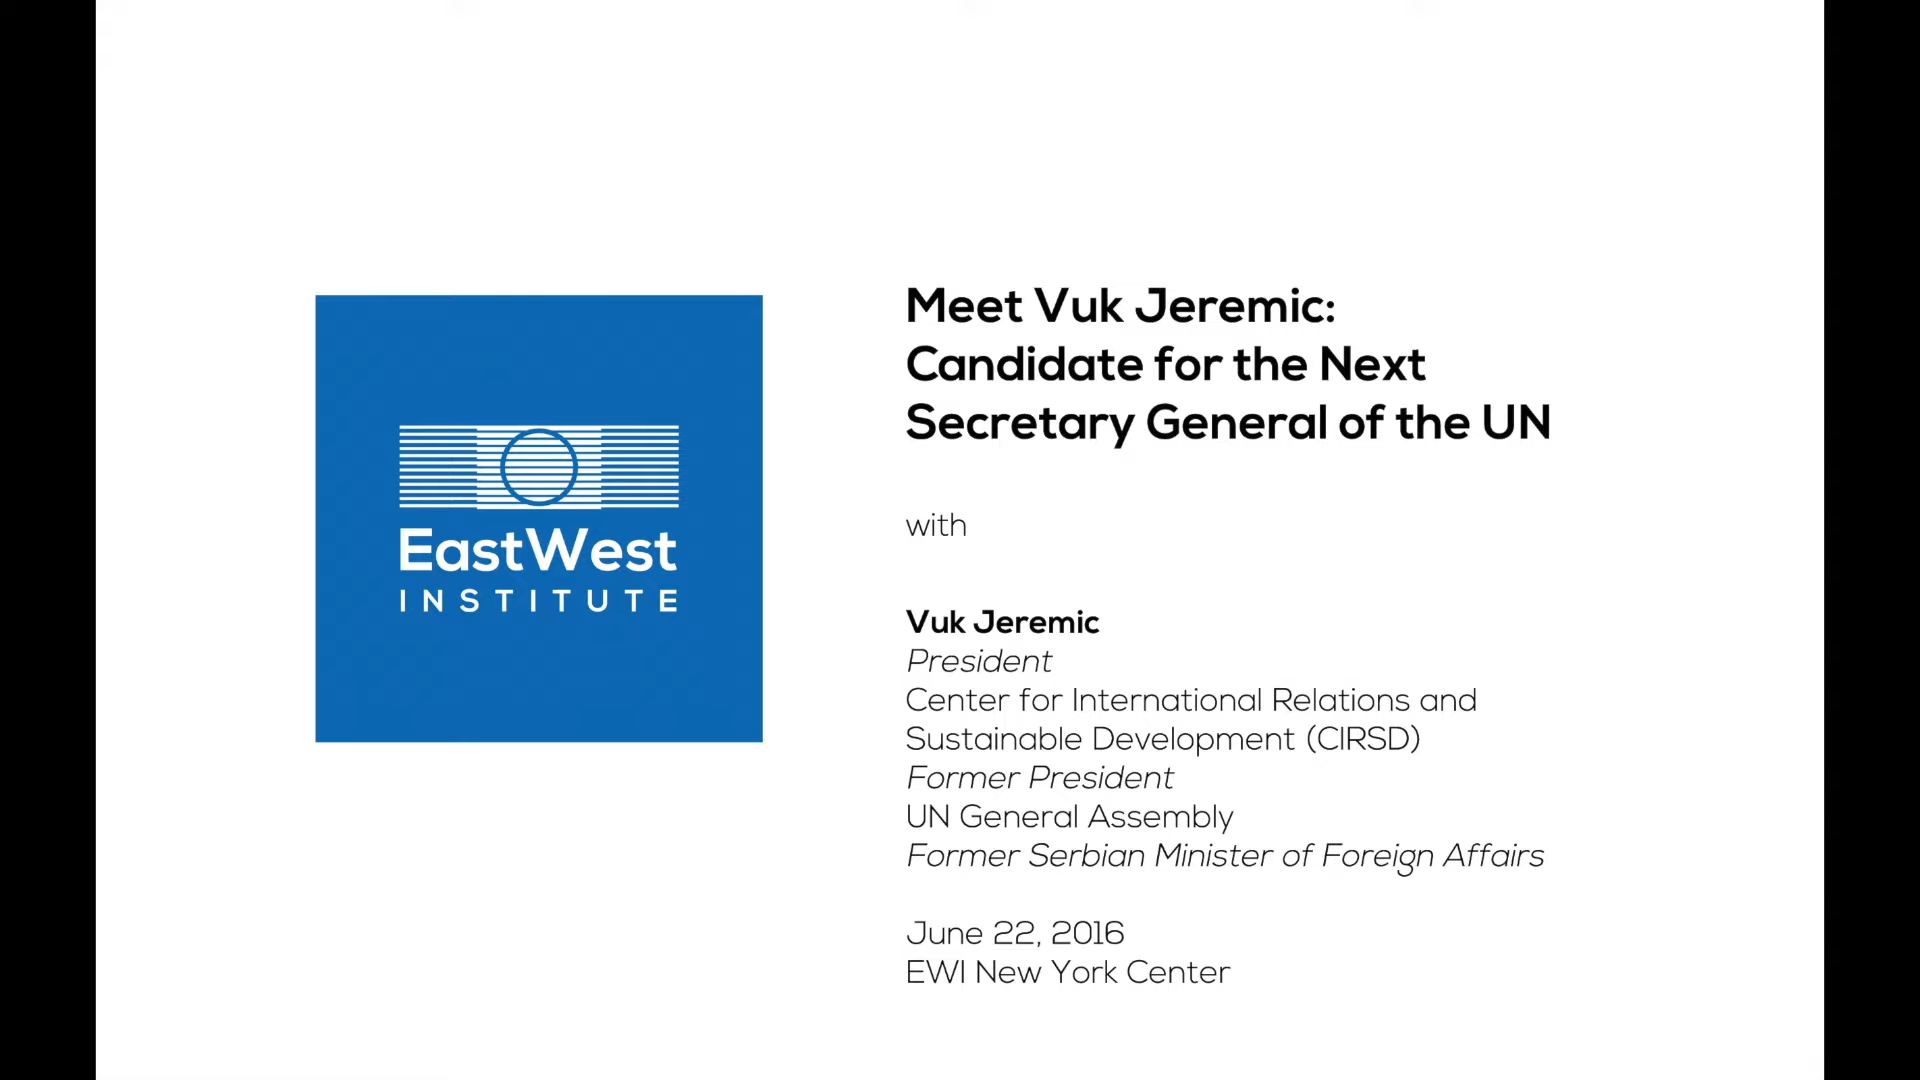 EastWest
INSTITUTE
Meet Vuk Jeremic:
Candidate for the Next
Secretary General of the UN
with
Vuk Jeremic
President
Center for International Relations and
Sustainable Development (CIRSD)
Former President
UN General Assembly
Former Serbian Minister of Foreign Affairs
June 22, 2016
EWI New York Center